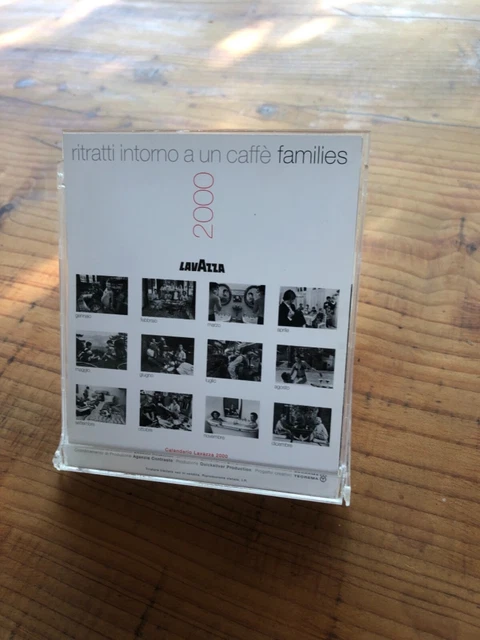 ritratti intorno a un caffè families
2000
LAVAZZA
gennaio febbraio marzo aprile
maggio giugno luglio agosto
settembre ottobre novembre dicembre
Calendario Lavazza 2000